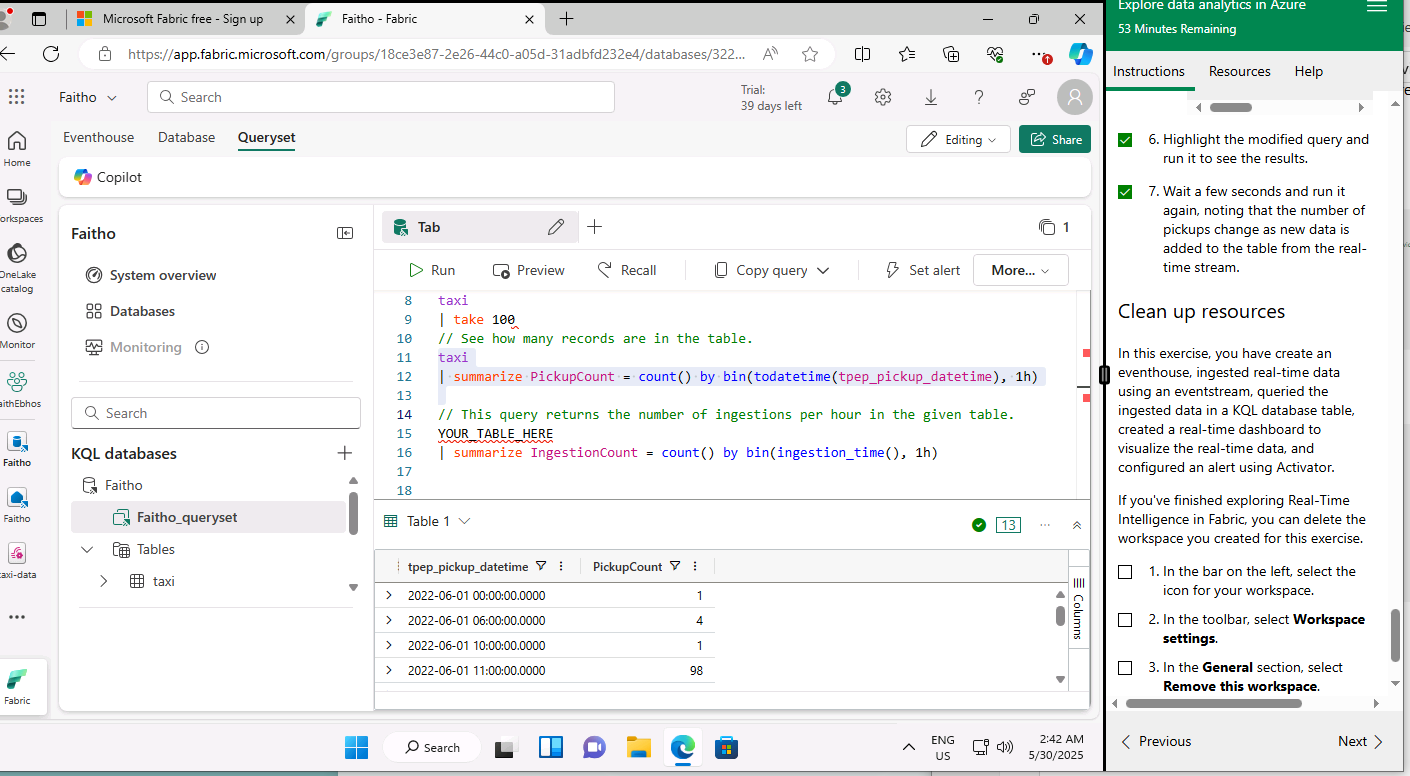 Microsoft Fabric free - Sign up
Faitho - Fabric
https://app.fabric.microsoft.com/groups/18ce3e87-2e26-44c0-a05d-31adbfd232e4/databases/322...
Faitho
Search
Trial:
39 days left
3
Eventhouse
Database
Queryset
Editing
Share
Copilot
Home
orkspaces
OneLake
catalog
Monitor
aithEbhos
Faitho
Faitho
axi-data
Fabric
Faitho
System overview
Databases
Monitoring
Search
KQL databases
Faitho
Faitho_queryset
Tables
taxi
Tab
1
Run
Preview
Recall
Copy query
Set alert
More...
8 taxi
9 | take 100
10 // See how many records are in the table.
11 taxi
12 | summarize PickupCount = count() by bin(todatetime(tpep_pickup_datetime), 1h)
13
14 // This query returns the number of ingestions per hour in the given table.
15 YOUR_TABLE_HERE
16 | summarize IngestionCount = count() by bin(ingestion_time(), 1h)
17
18
Table 1
13
tpep_pickup_datetime PickupCount
2022-06-01 00:00:00.0000 1
2022-06-01 06:00:00.0000 4
2022-06-01 10:00:00.0000 1
2022-06-01 11:00:00.0000 98
Columns
Search
ENG
US
2:42 AM
5/30/2025
Explore data analytics in Azure
53 Minutes Remaining
Instructions
Resources
Help
6. Highlight the modified query and
run it to see the results.
7. Wait a few seconds and run it
again, noting that the number of
pickups change as new data is
added to the table from the real-
time stream.
Clean up resources
In this exercise, you have create an
eventhouse, ingested real-time data
using an eventstream, queried the
ingested data in a KQL database table,
created a real-time dashboard to
visualize the real-time data, and
configured an alert using Activator.
If you've finished exploring Real-Time
Intelligence in Fabric, you can delete the
workspace you created for this exercise.
1. In the bar on the left, select the
icon for your workspace.
2. In the toolbar, select Workspace
settings.
3. In the General section, select
Remove this workspace.
Previous
Next